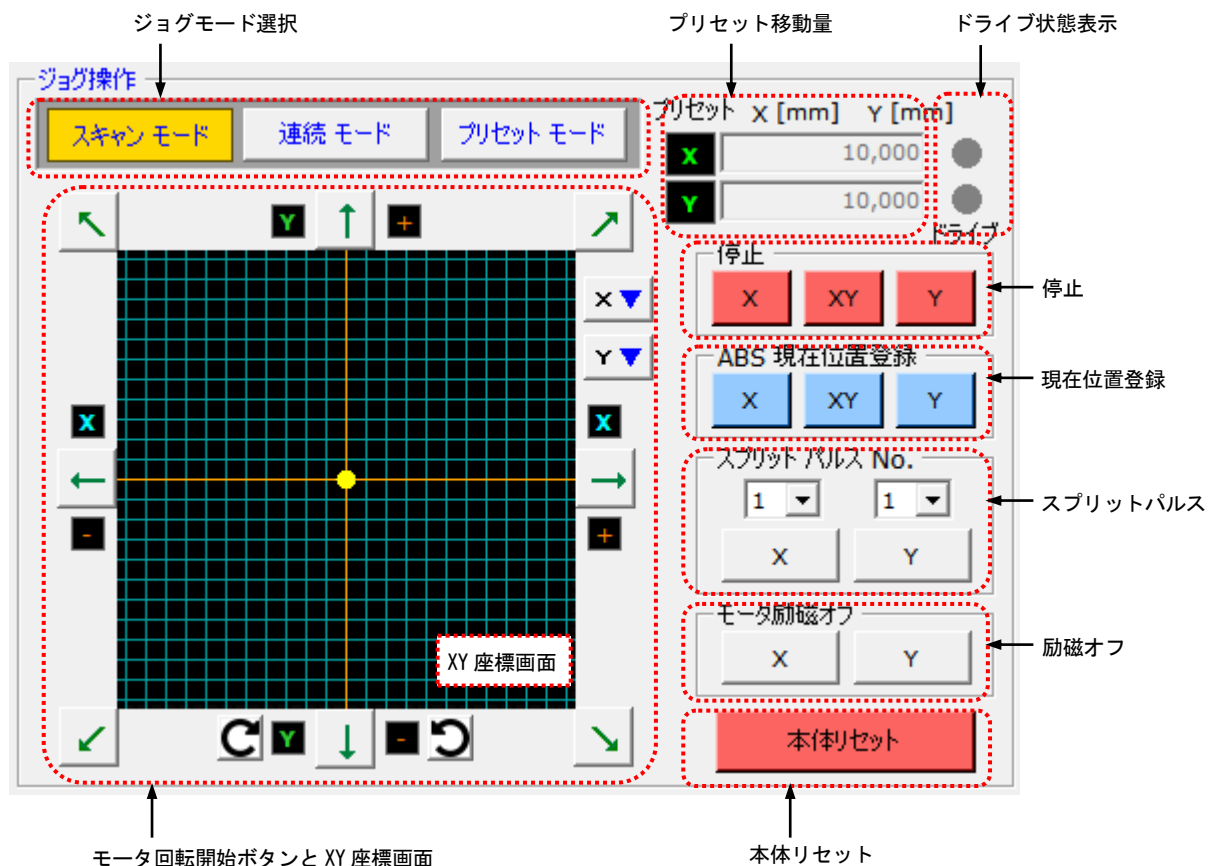 ジョグモード選択
プリセット移動量
ドライブ状態表示
ジョグ操作
スキャン モード
連続 モード
プリセット モード
プリセット X [mm] Y [mm]
X 10,000
Y 10,000
ドライブ
Y +
X ▼
Y ▼
X
X
-
+
XY 座標画面
Y -
停止
X XY Y
停止
ABS 現在位置登録
X XY Y
現在位置登録
スプリット パルス No.
1 1
X Y
スプリットパルス
モータ励磁オフ
X Y
励磁オフ
本体リセット
モータ回転開始ボタンと XY 座標画面
本体リセット